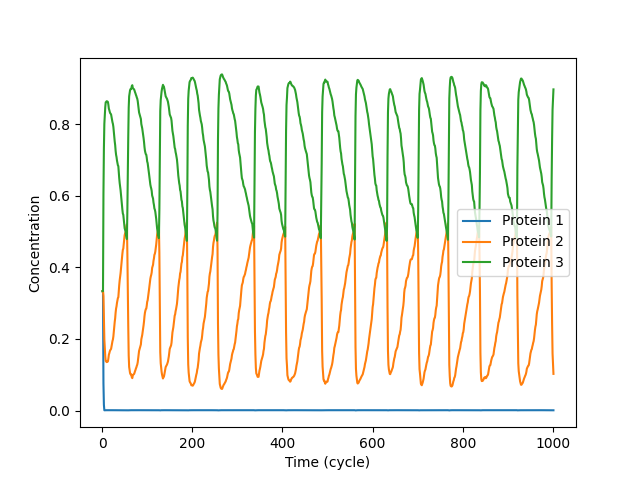 0.8
0.6
0.4
0.2
0.0
Concentration
0
200
400
600
800
1000
Time (cycle)
Protein 1
Protein 2
Protein 3